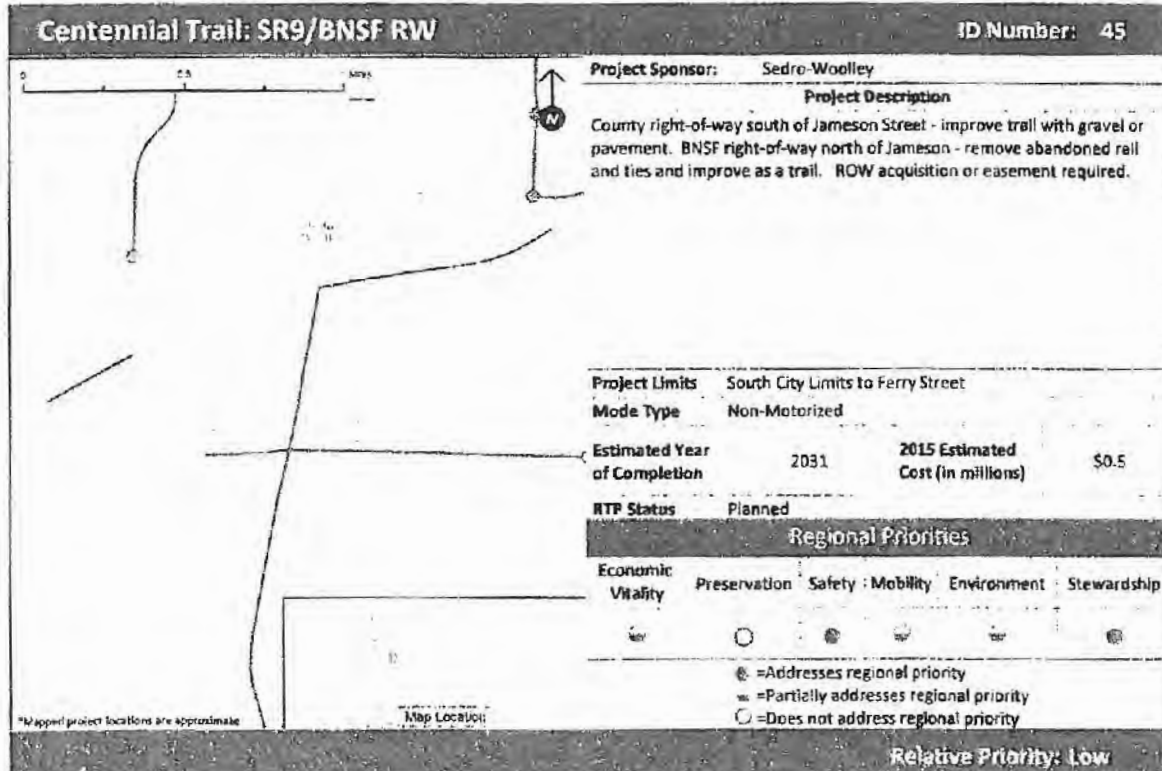 Centennial Trail: SR9/BNSF RW
ID Number: 45
Project Sponsor: Sedro-Woolley
Project Description
County right-of-way south of Jameson Street - improve trail with gravel or
pavement. BNSF right-of-way north of Jameson - remove abandoned rail
and ties and improve as a trail. ROW acquisition or easement required.
N
Project Limits South City Limits to Ferry Street
Mode Type Non-Motorized
Estimated Year
of Completion
2031
2015 Estimated
Cost (in millions)
$0.5
RTP Status Planned
Regional Priorities
Economic
Vitality
Preservation Safety Mobility Environment Stewardship
=Addresses regional priority
=Partially addresses regional priority
=Does not address regional priority
*Mapped project locations are approximate
Map Location
Relative Priority: Low